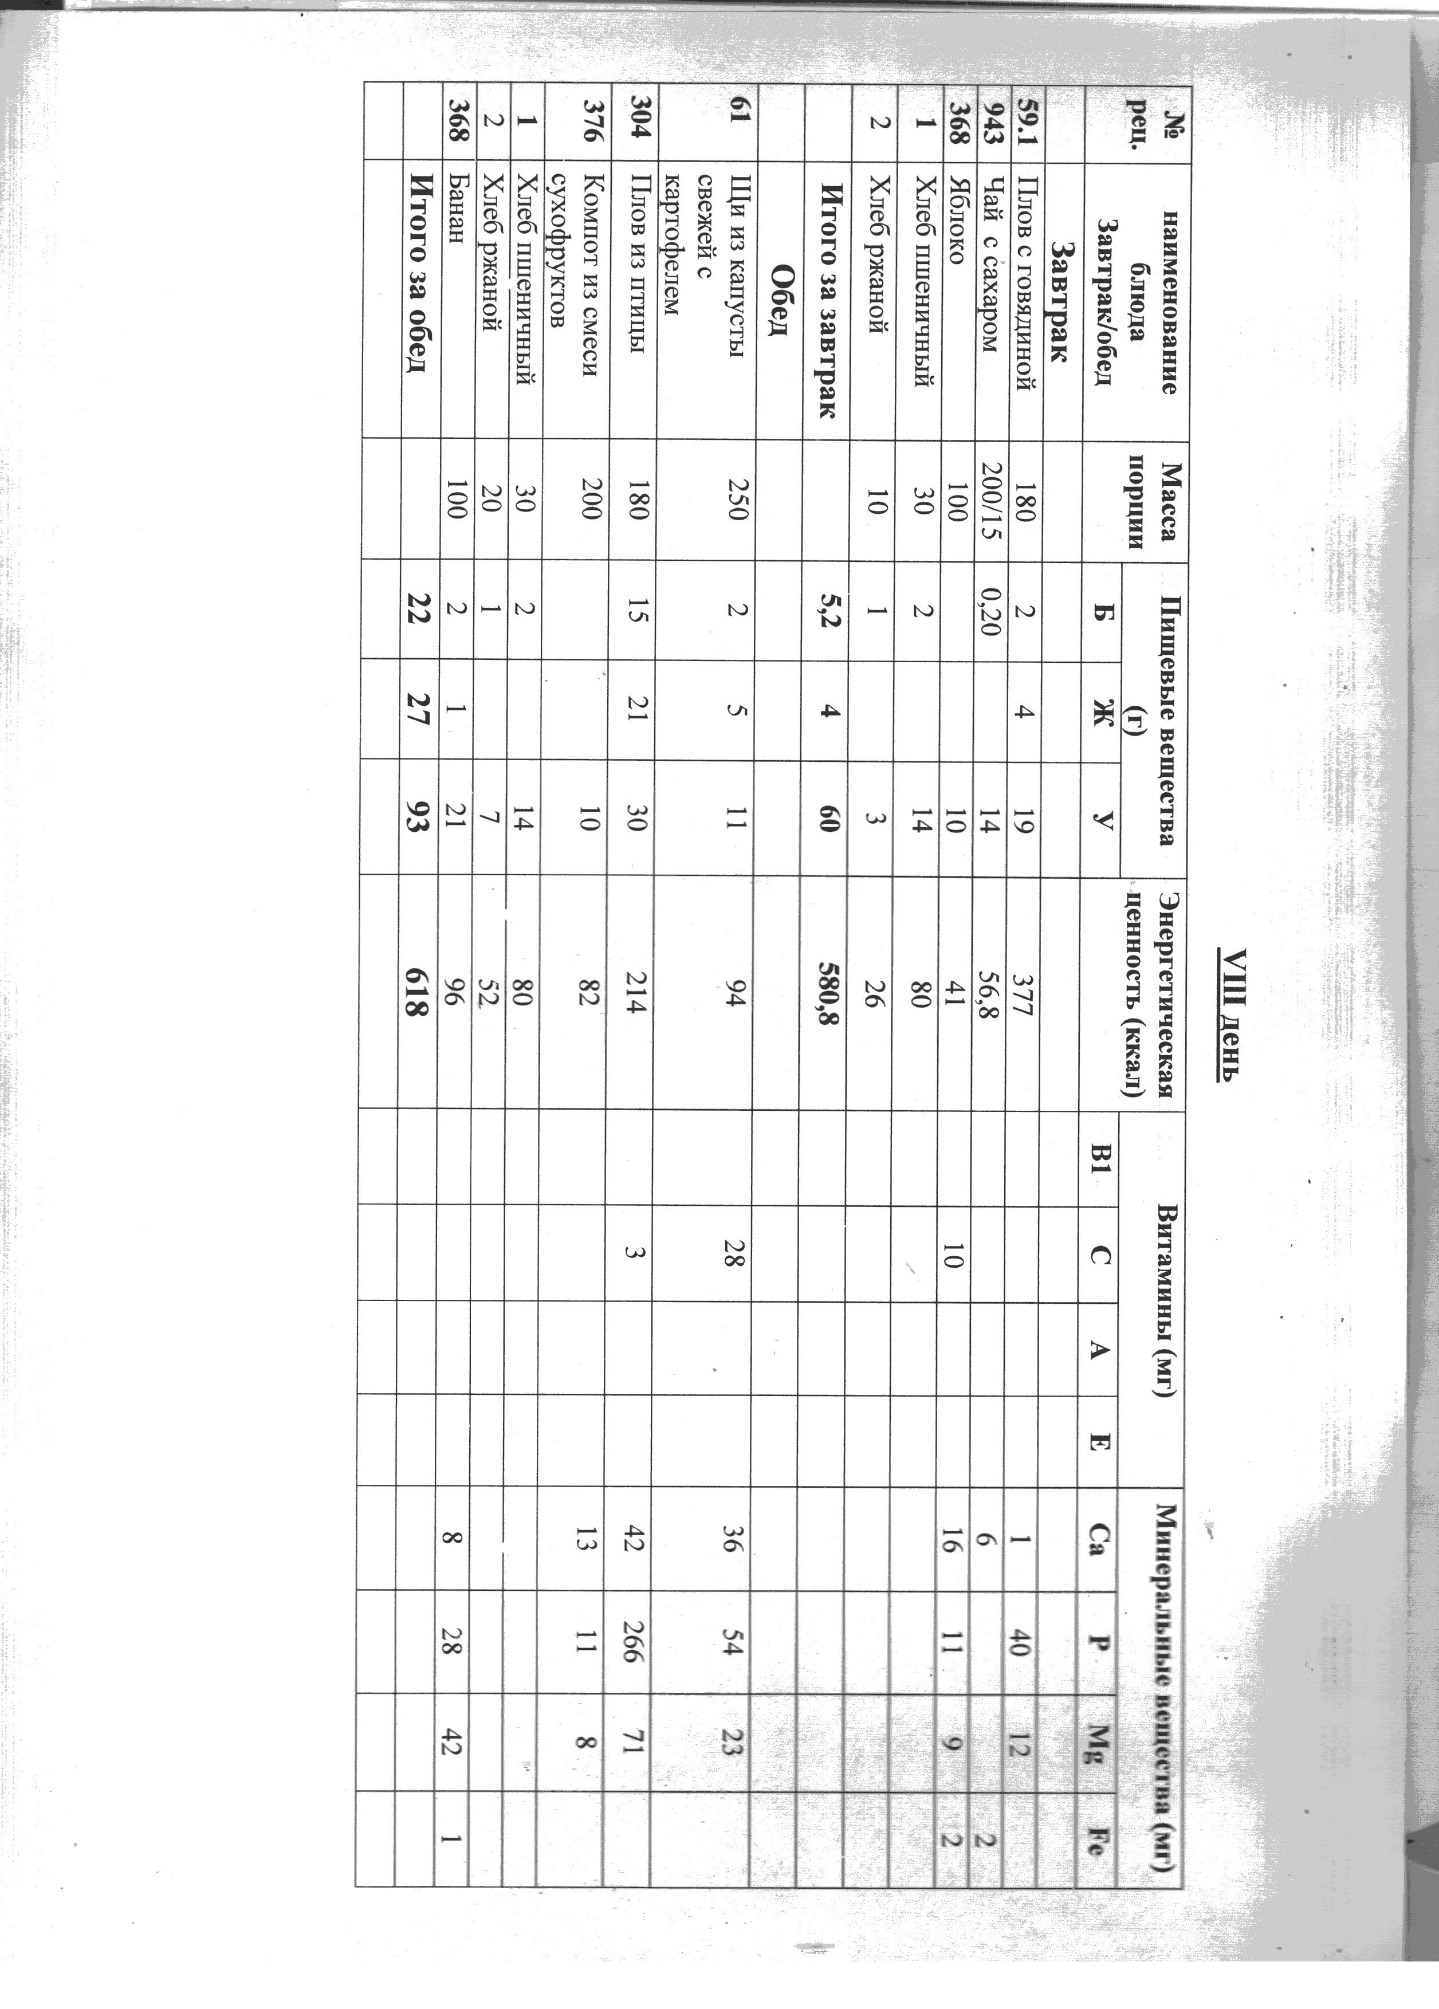 VIII день
№ рец. наименование блюда Завтрак/обед Масса порции Пищевые вещества (г) Энергетическая ценность (ккал) Витамины (мг) Минеральные вещества (мг)
Б Ж У В1 С А Е Ca P Mg Fe
Завтрак
59.1 Плов с говядиной 180 2 4 19 377 1 40 12
943 Чай с сахаром 200/15 0,20 14 56,8 6 2
368 Яблоко 100 10 41 10 16 11 9 2
1 Хлеб пшеничный 30 2 14 80
2 Хлеб ржаной 10 1 3 26
Итого за завтрак 5,2 4 60 580,8
Обед
61 Щи из капусты 250 2 5 11 94 28 36 54 23
свежей с
картофелем
304 Плов из птицы 180 15 21 30 214 3 42 266 71
376 Компот из смеси 200 10 82 13 11 8
сухофруктов
1 Хлеб пшеничный 30 2 14 80
2 Хлеб ржаной 20 1 7 52
368 Банан 100 2 1 21 96 8 28 42 1
Итого за обед 22 27 93 618